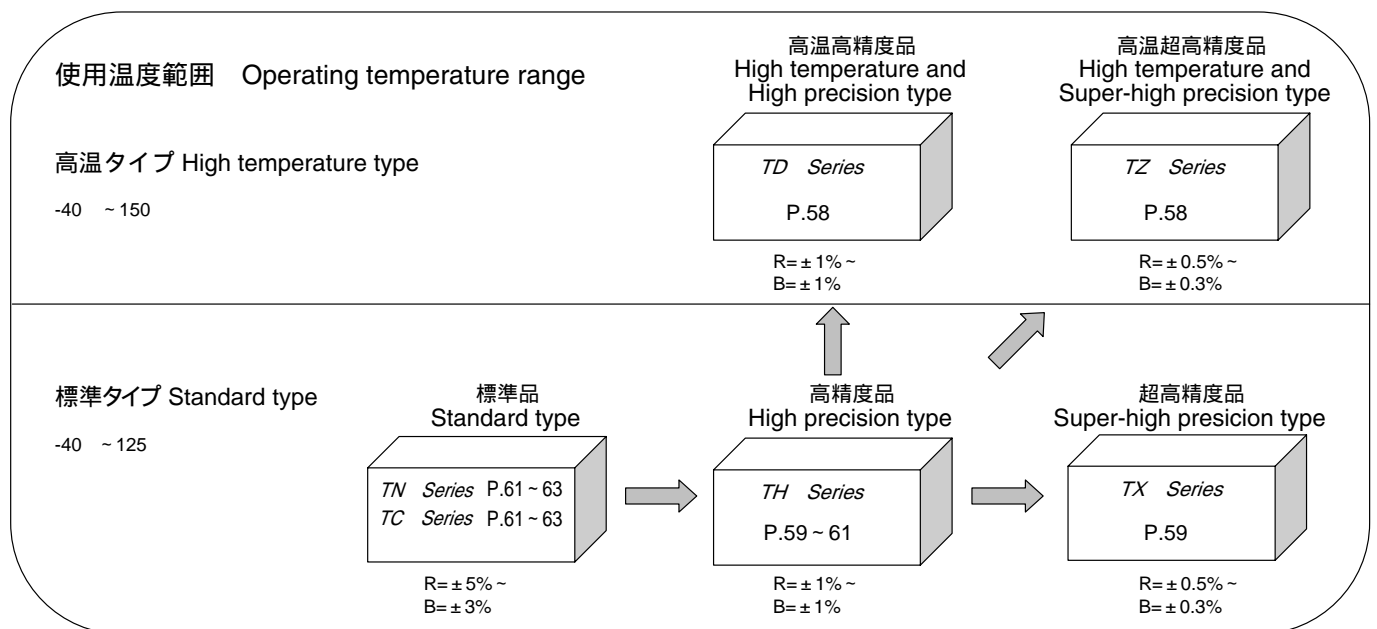 使用温度範囲 Operating temperature range
高温高精度品
High temperature and
High precision type
高温超高精度品
High temperature and
Super-high precision type
高温タイプ High temperature type
-40 ~150
TD Series
P.58
R=±1%~
B=±1%
TZ Series
P.58
R=±0.5%~
B=±0.3%
標準タイプ Standard type
-40 ~125
標準品
Standard type
TN Series P.61~63
TC Series P.61~63
R=±5%~
B=±3%
高精度品
High precision type
TH Series
P.59~61
R=±1%~
B=±1%
超高精度品
Super-high presicion type
TX Series
P.59
R=±0.5%~
B=±0.3%